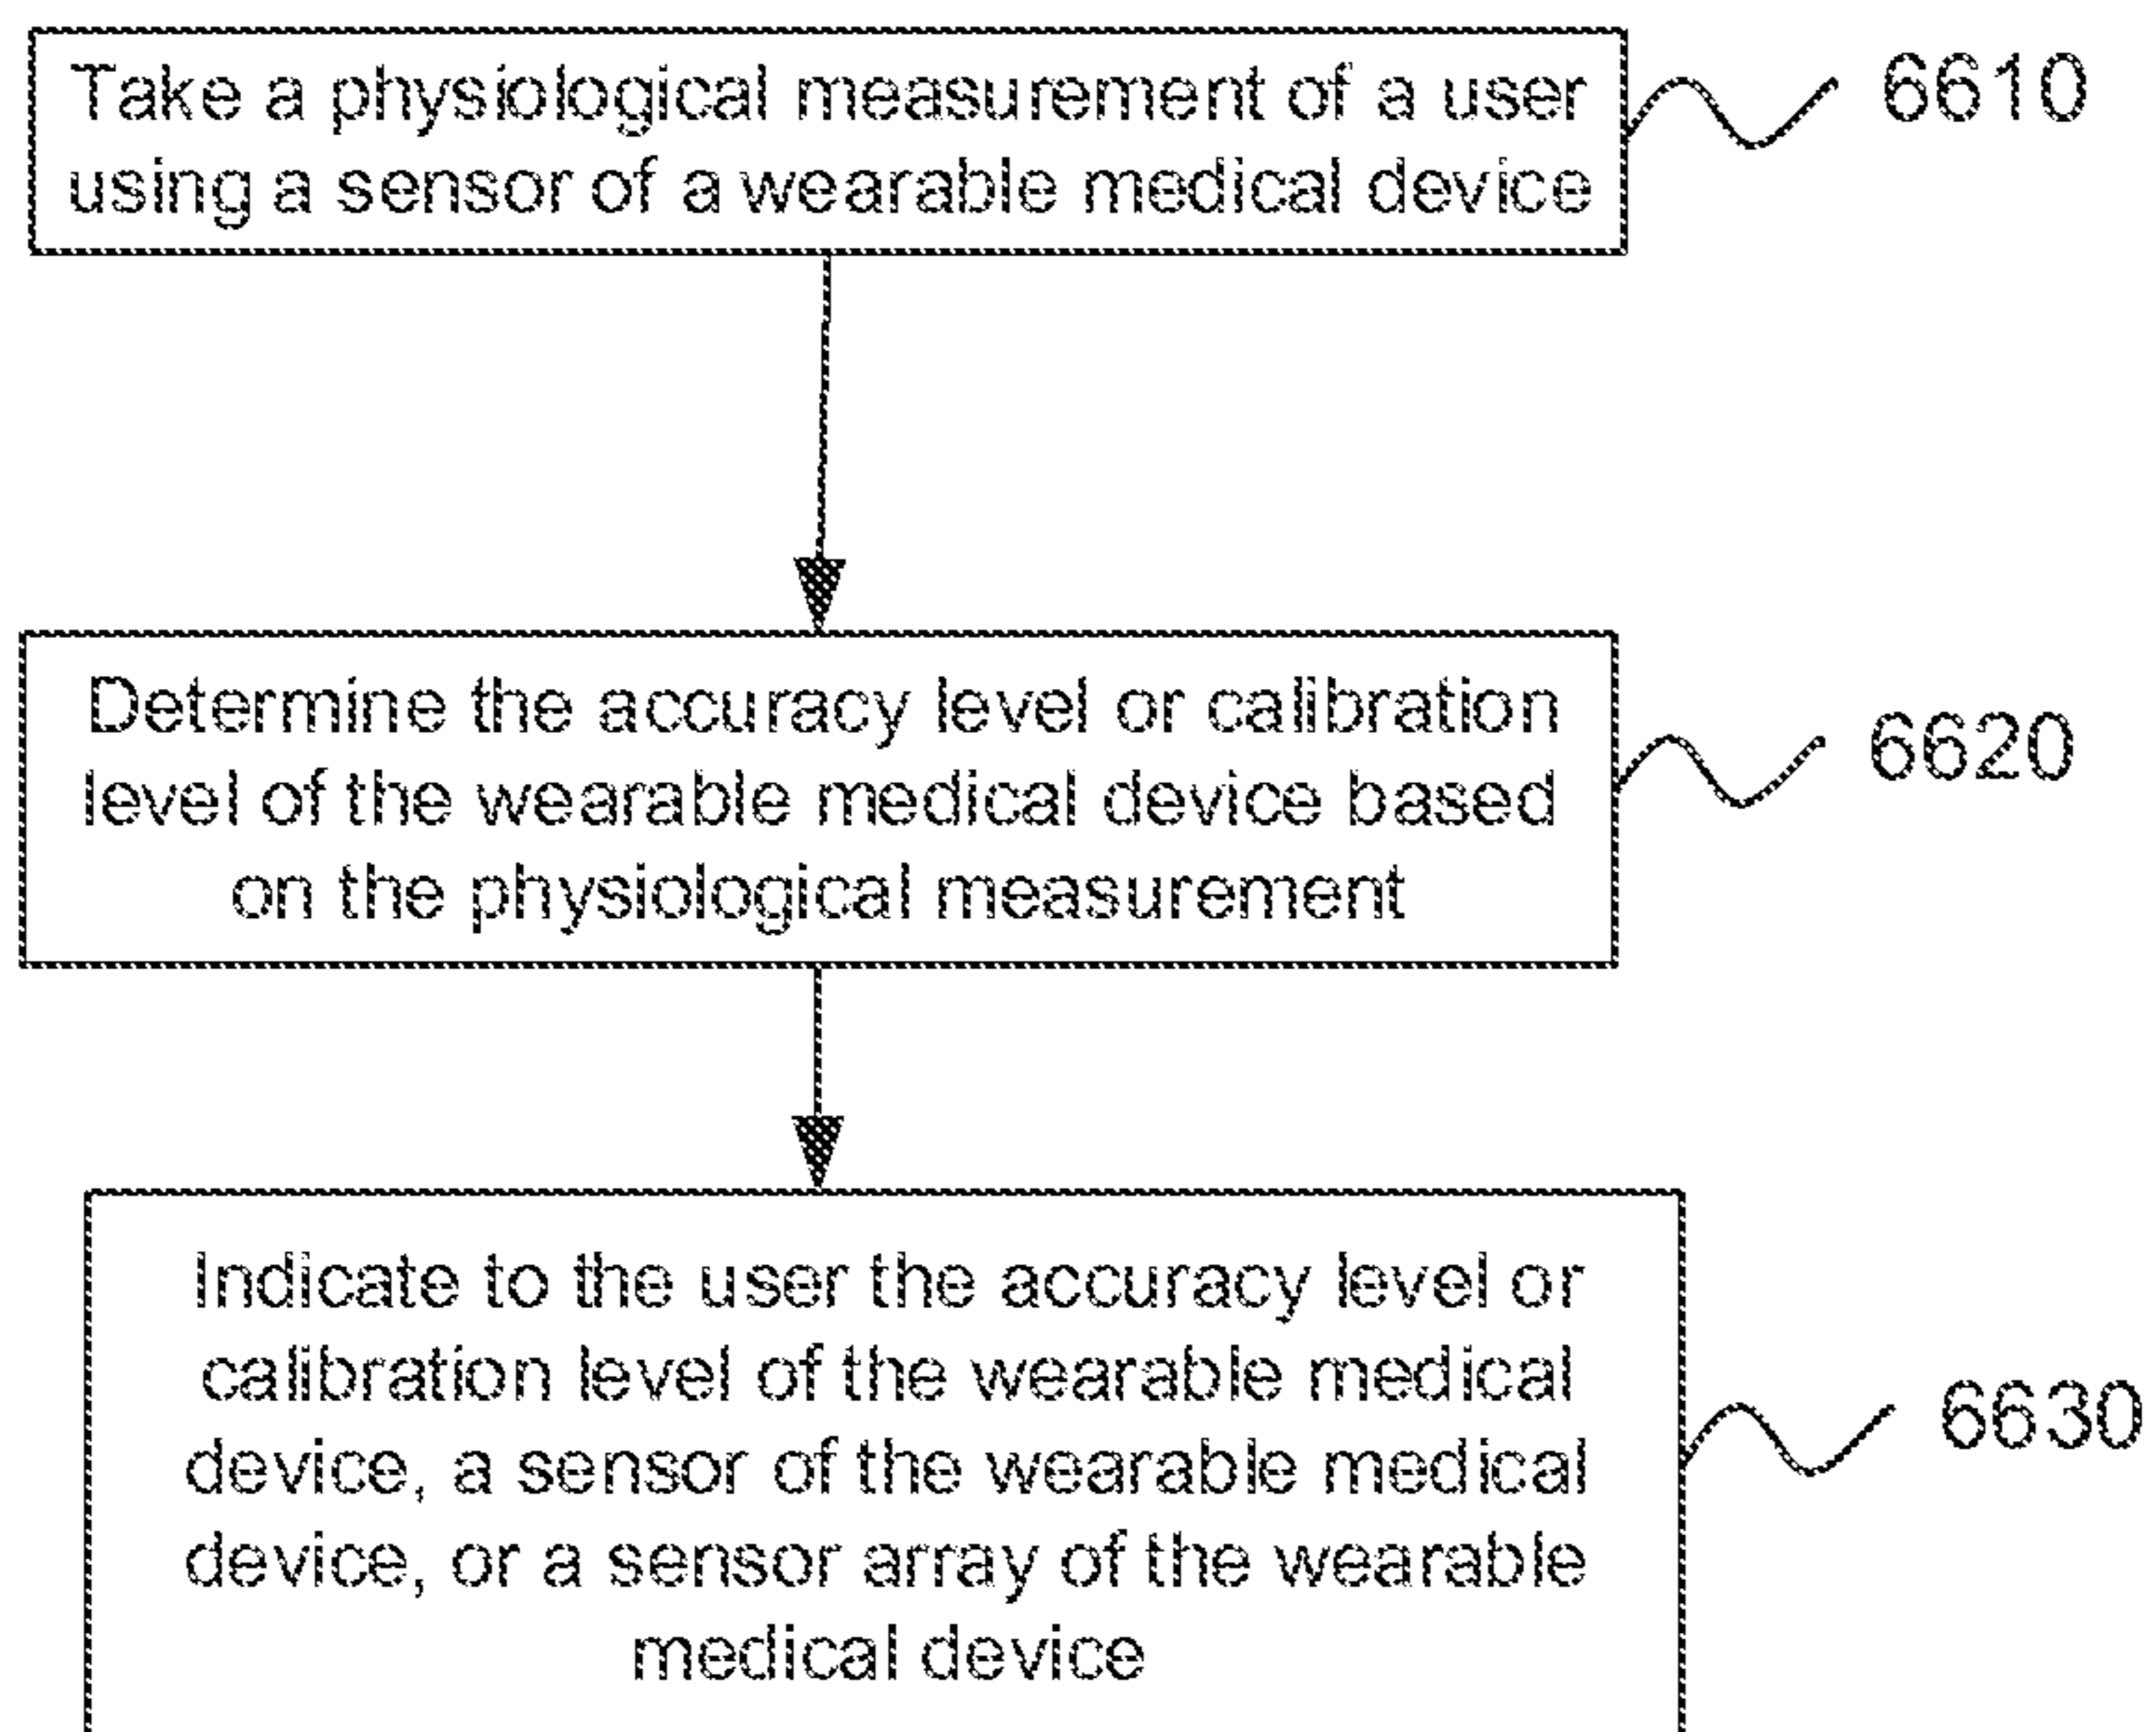 Take a physiological measurement of a user
using a sensor of a wearable medical device
6610
Determine the accuracy level or calibration
level of the wearable medical device based
on the physiological measurement
6620
Indicate to the user the accuracy level or
calibration level of the wearable medical
device, a sensor of the wearable medical
device, or a sensor array of the wearable
medical device
6630